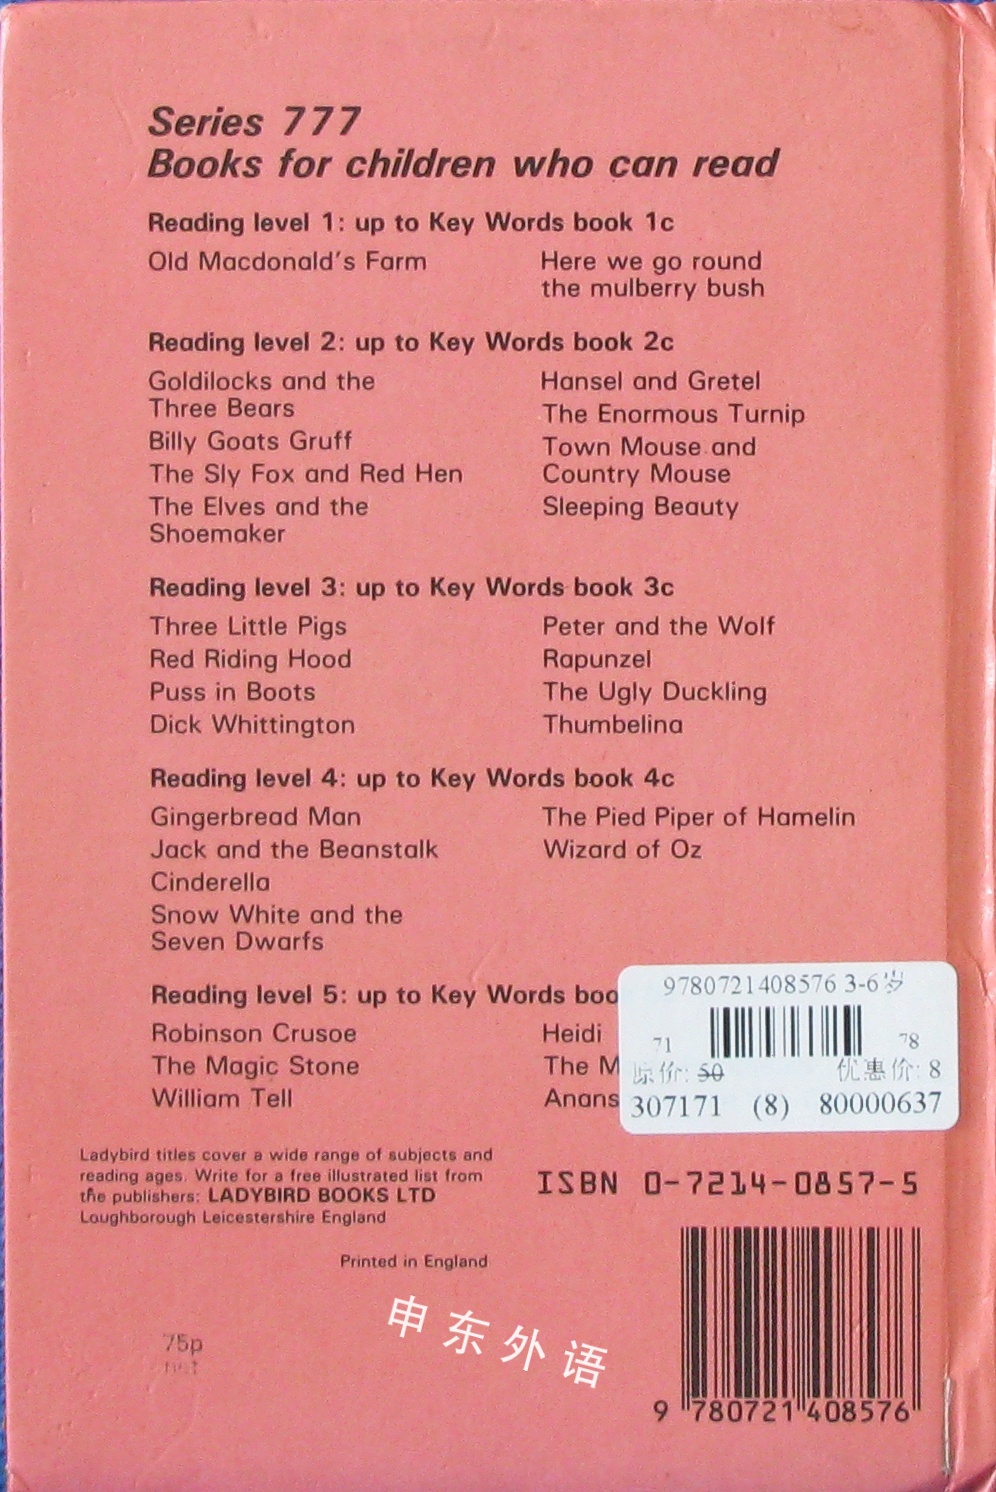 Series 777
Books for children who can read
Reading level 1: up to Key Words book 1c
Old Macdonald's Farm
Here we go round
the mulberry bush
Reading level 2: up to Key Words book 2c
Goldilocks and the
Three Bears
Billy Goats Gruff
The Sly Fox and Red Hen
The Elves and the
Shoemaker
Hansel and Gretel
The Enormous Turnip
Town Mouse and
Country Mouse
Sleeping Beauty
Reading level 3: up to Key Words book 3c
Three Little Pigs
Red Riding Hood
Puss in Boots
Dick Whittington
Peter and the Wolf
Rapunzel
The Ugly Duckling
Thumbelina
Reading level 4: up to Key Words book 4c
Gingerbread Man
Jack and the Beanstalk
Cinderella
Snow White and the
Seven Dwarfs
The Pied Piper of Hamelin
Wizard of Oz
Reading level 5: up to Key Words boo
Robinson Crusoe
The Magic Stone
William Tell
Heidi
The M
Anans
9780721408576 3-6岁
71 78
原价: 50 优惠价: 8
307171 (8) 80000637
Ladybird titles cover a wide range of subjects and
reading ages. Write for a free illustrated list from
the publishers: LADYBIRD BOOKS LTD
Loughborough Leicestershire England
Printed in England
ISBN 0-7214-0857-5
75p
net
申东外语
9 780721 408576